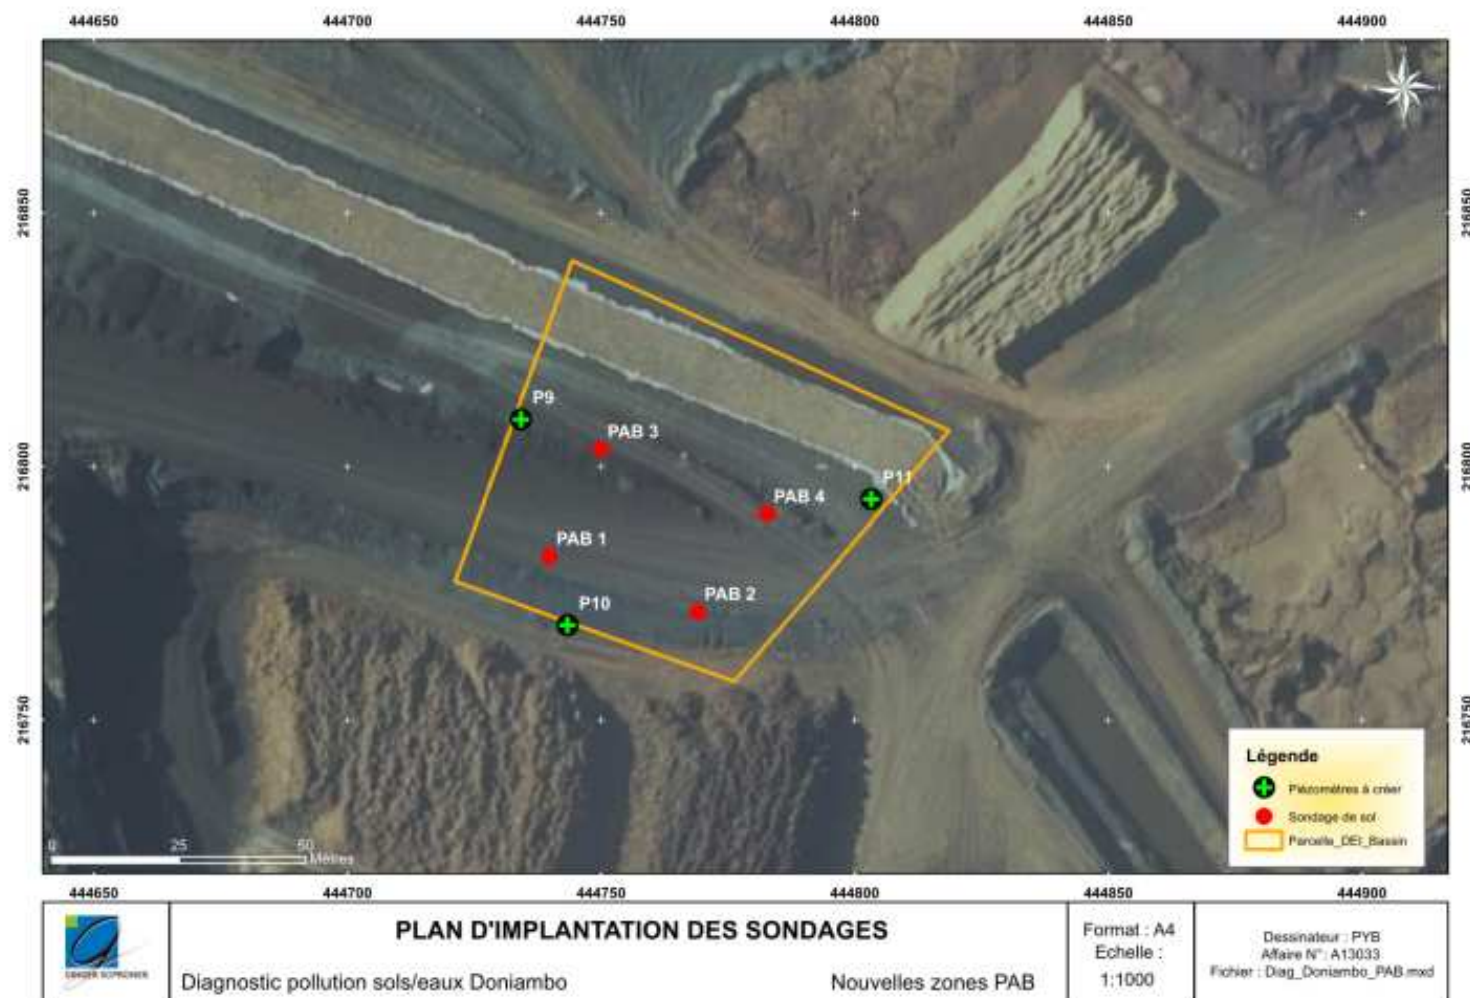 444650 444700 444750 444800 444850 444900
216850 216850
P9
PAB 3
216800 216800
P11
PAB 4
PAB 1
PAB 2
P10
216750 216750
Légende
Piézomètres à créer
Sondage de sol
Parcelle_DEI_Bassin
0 25 50
Mètres
444650 444700 444750 444800 444850 444900
GINGER SOPRONER
PLAN D'IMPLANTATION DES SONDAGES
Diagnostic pollution sols/eaux Doniambo
Nouvelles zones PAB
Format : A4
Echelle :
1:1000
Dessinateur : PYB
Affaire N° : A13033
Fichier : Diag_Doniambo_PAB.mxd